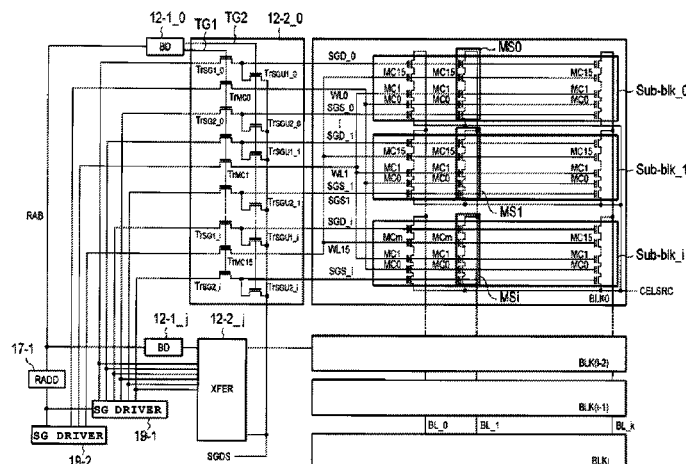 12-1_0
TG1
TG2
12-2_0
BD
MS0
TrSG1_0
TrSGU1_0
SGD_0
MC15 MC15 MC15
Sub-blk_0
TrMC0
WL0
MC1 MC1 MC1
MC0 MC0 MC0
TrSG2_0
SGS_0
TrSGU2_0
SGD_1
TrSGU1_1
MC15 MC15 MC15
Sub-blk_1
TrMC1
WL1
MC1 MC1 MC1
MC0 MC0 MC0
SGS_1
SGS1
MS1
TrSGU2_1
RAB
SGD_i
TrSG1_i
TrSGU1_i
MCm MCm MC15
Sub-blk_i
TrMC15
WL15
MC1 MC1 MC1
MC0 MC0 MC0
TrSG2_i
SGS_i
TrSGU2_i
MSi
BLK0
CELSRC
12-1_j
12-2_j
BD
XFER
BLK(i-2)
17-1
RADD
BLK(i-1)
SG DRIVER
19-1
BL_0
BL_1
BL_k
SG DRIVER
19-2
SGDS
BLKi